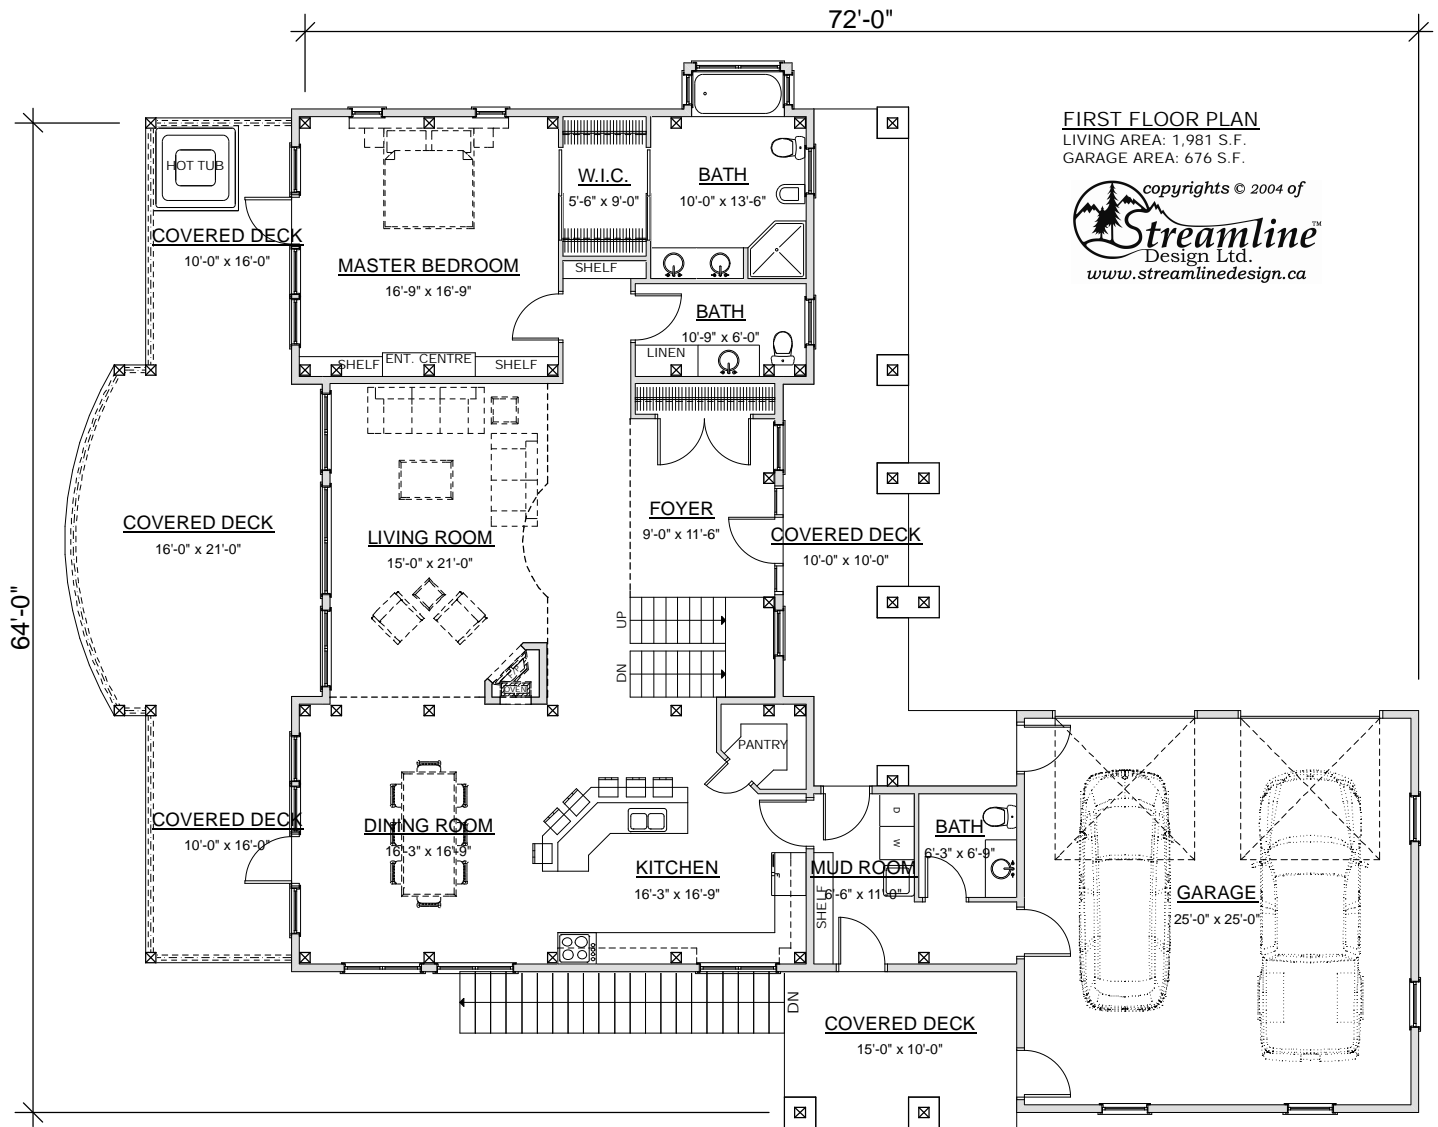 72'-0"
64'-0"
FIRST FLOOR PLAN
LIVING AREA: 1,981 S.F.
GARAGE AREA: 676 S.F.
copyrights © 2004 of
Streamline™
Design Ltd.
www.streamlinedesign.ca
HOT TUB
COVERED DECK
10'-0" x 16'-0"
MASTER BEDROOM
16'-9" x 16'-9"
W.I.C.
5'-6" x 9'-0"
SHELF
BATH
10'-0" x 13'-6"
BATH
10'-9" x 6'-0"
LINEN
SHELF
ENT. CENTRE
SHELF
COVERED DECK
16'-0" x 21'-0"
LIVING ROOM
15'-0" x 21'-0"
FOYER
9'-0" x 11'-6"
COVERED DECK
10'-0" x 10'-0"
UP
DN
OVEN
PANTRY
COVERED DECK
10'-0" x 16'-0"
DINING ROOM
16'-3" x 16'-9"
KITCHEN
16'-3" x 16'-9"
D
W
MUD ROOM
6'-6" x 11'-0"
SHELF
BATH
6'-3" x 6'-9"
GARAGE
25'-0" x 25'-0"
DN
COVERED DECK
15'-0" x 10'-0"